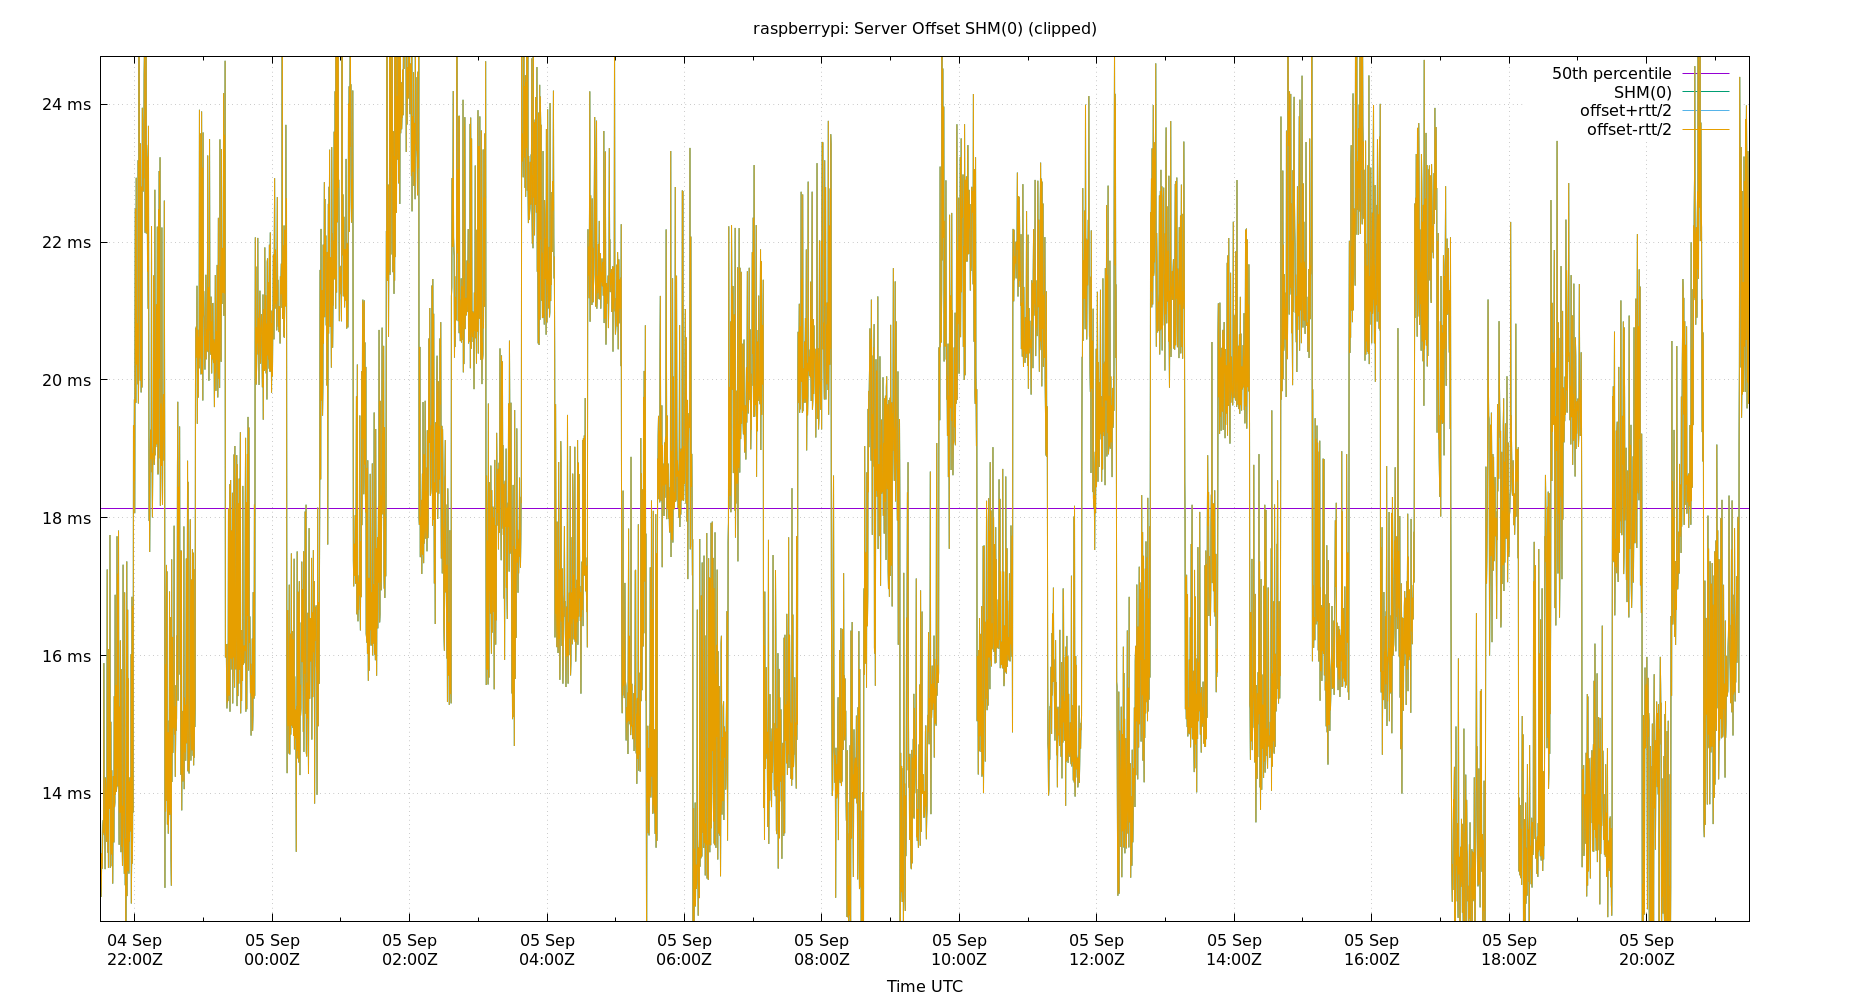 raspberrypi: Server Offset SHM(0) (clipped)
50th percentile
SHM(0)
offset+rtt/2
offset-rtt/2
24 ms
22 ms
20 ms
18 ms
16 ms
14 ms
04 Sep 05 Sep 05 Sep 05 Sep 05 Sep 05 Sep 05 Sep 05 Sep 05 Sep 05 Sep 05 Sep 05 Sep
22:00Z 00:00Z 02:00Z 04:00Z 06:00Z 08:00Z 10:00Z 12:00Z 14:00Z 16:00Z 18:00Z 20:00Z
Time UTC